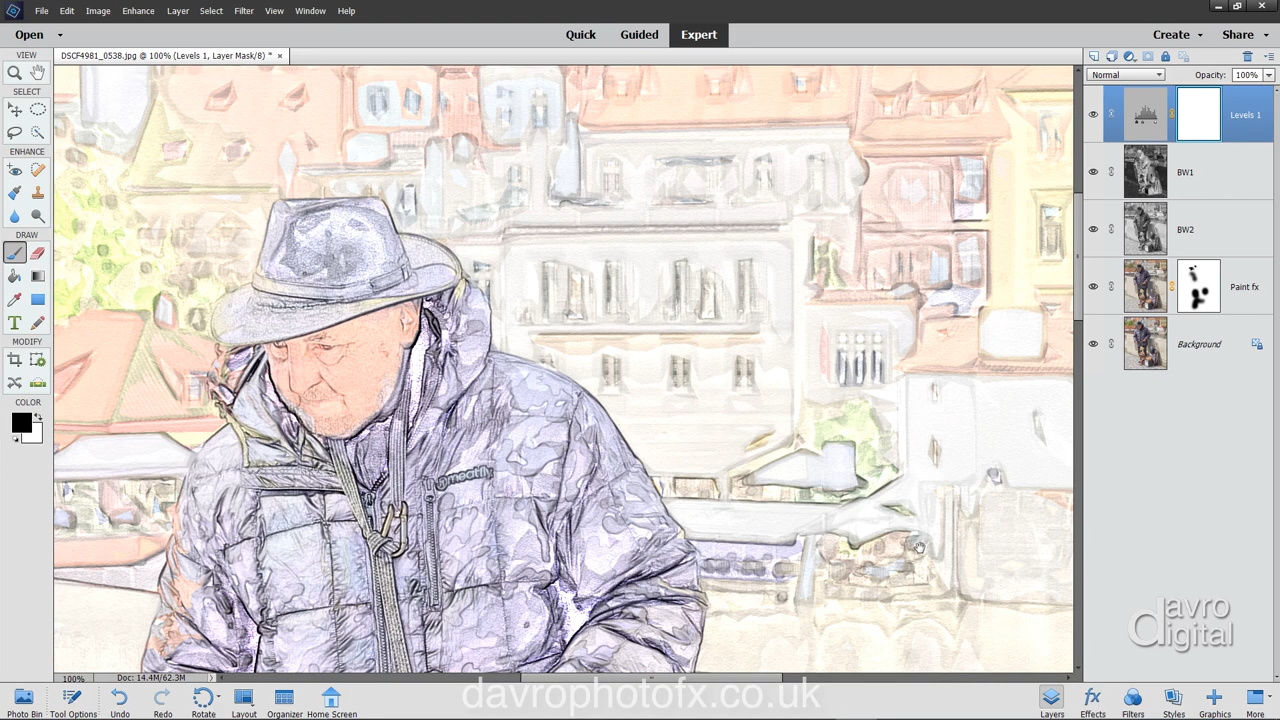 File Edit Image Enhance Layer Select Filter View Window Help
Open Quick Guided Expert Create Share
VIEW
DSCF4981_0538.jpg @ 100% (Levels 1, Layer Mask/8) * ×
Normal Opacity: 100%
SELECT
Levels 1
ENHANCE
BW1
BW2
DRAW
Paint fx
MODIFY
Background
COLOR
davro
digital
100% Doc: 14.4M/62.3M
davrophotofx.co.uk
Photo Bin Tool Options Undo Redo Rotate Layout Organizer Home Screen Layers Effects Filters Styles Graphics More